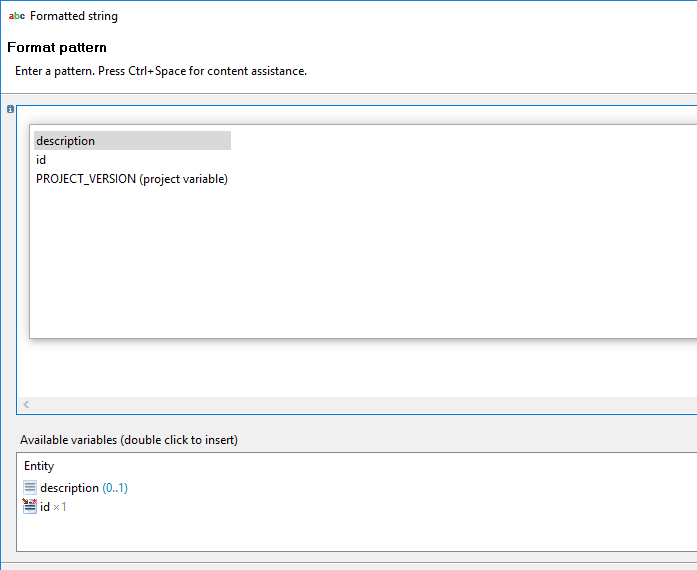 abc Formatted string
Format pattern
Enter a pattern. Press Ctrl+Space for content assistance.
description
id
PROJECT_VERSION (project variable)
Available variables (double click to insert)
Entity
description (0..1)
id ×1